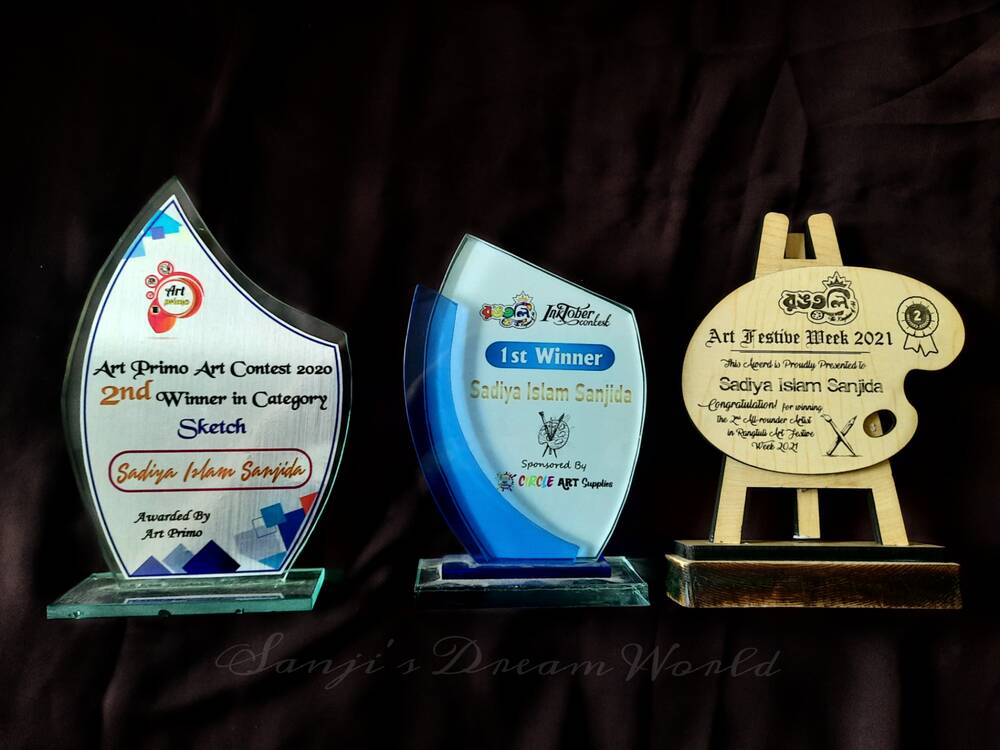 Art
primo
Art Primo Art Contest 2020
2nd Winner in Category
Sketch
Sadiya Islam Sanjida
Awarded By
Art Primo
InkTober
contest
1st Winner
Sadiya Islam Sanjida
Sponsored By
CIRCLE ART Supplies
2
Art Festive Week 2021
This Award is Proudly Presented to
Sadiya Islam Sanjida
Congratulation! for winning
the 2nd All-rounder Artist
in Rangtuli Art Festive
Week 2021
Sanji's Dream World